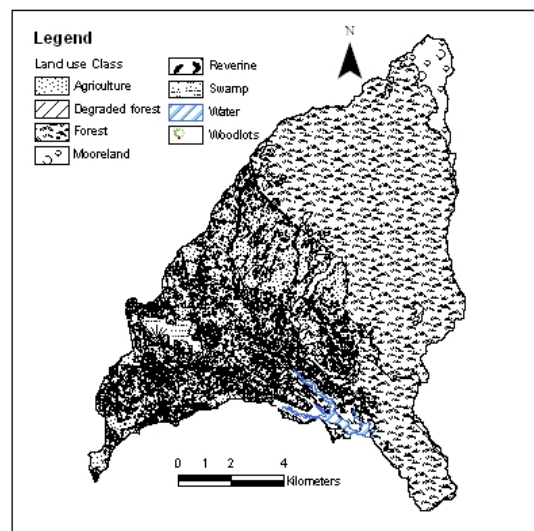 N
Legend
Land use Class
Agriculture
Degraded forest
Forest
Mooreland
Reverine
Swamp
Water
Woodlots
0 1 2 4
Kilometers